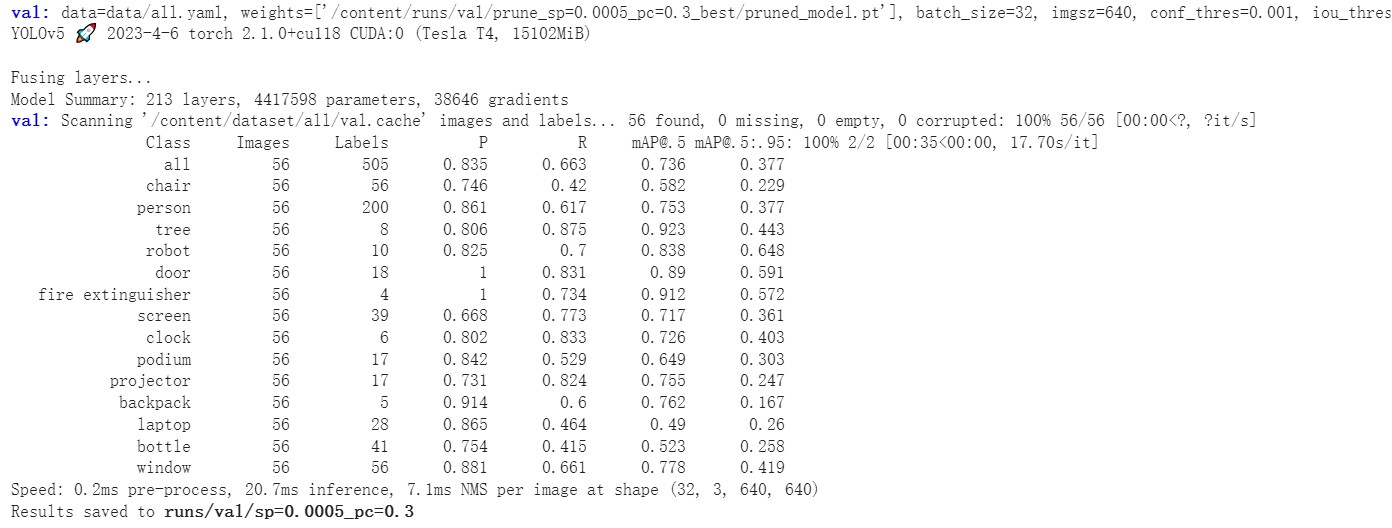 val: data=data/all.yaml, weights=['/content/runs/val/prune_sp=0.0005_pc=0.3_best/pruned_model.pt'], batch_size=32, imgsz=640, conf_thres=0.001, iou_thres
YOLOv5 🚀 2023-4-6 torch 2.1.0+cu118 CUDA:0 (Tesla T4, 15102MiB)
Fusing layers...
Model Summary: 213 layers, 4417598 parameters, 38646 gradients
val: Scanning '/content/dataset/all/val.cache' images and labels... 56 found, 0 missing, 0 empty, 0 corrupted: 100% 56/56 [00:00<?, ?it/s]
Class Images Labels P R mAP@.5 mAP@.5:.95: 100% 2/2 [00:35<00:00, 17.70s/it]
all 56 505 0.835 0.663 0.736 0.377
chair 56 56 0.746 0.42 0.582 0.229
person 56 200 0.861 0.617 0.753 0.377
tree 56 8 0.806 0.875 0.923 0.443
robot 56 10 0.825 0.7 0.838 0.648
door 56 18 1 0.831 0.89 0.591
fire extinguisher 56 4 1 0.734 0.912 0.572
screen 56 39 0.668 0.773 0.717 0.361
clock 56 6 0.802 0.833 0.726 0.403
podium 56 17 0.842 0.529 0.649 0.303
projector 56 17 0.731 0.824 0.755 0.247
backpack 56 5 0.914 0.6 0.762 0.167
laptop 56 28 0.865 0.464 0.49 0.26
bottle 56 41 0.754 0.415 0.523 0.258
window 56 56 0.881 0.661 0.778 0.419
Speed: 0.2ms pre-process, 20.7ms inference, 7.1ms NMS per image at shape (32, 3, 640, 640)
Results saved to runs/val/sp=0.0005_pc=0.3